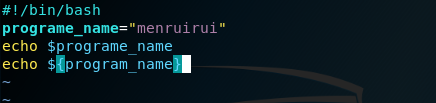 #!/bin/bash
programe_name="menruirui"
echo $programe_name
echo ${program_name}
~
~